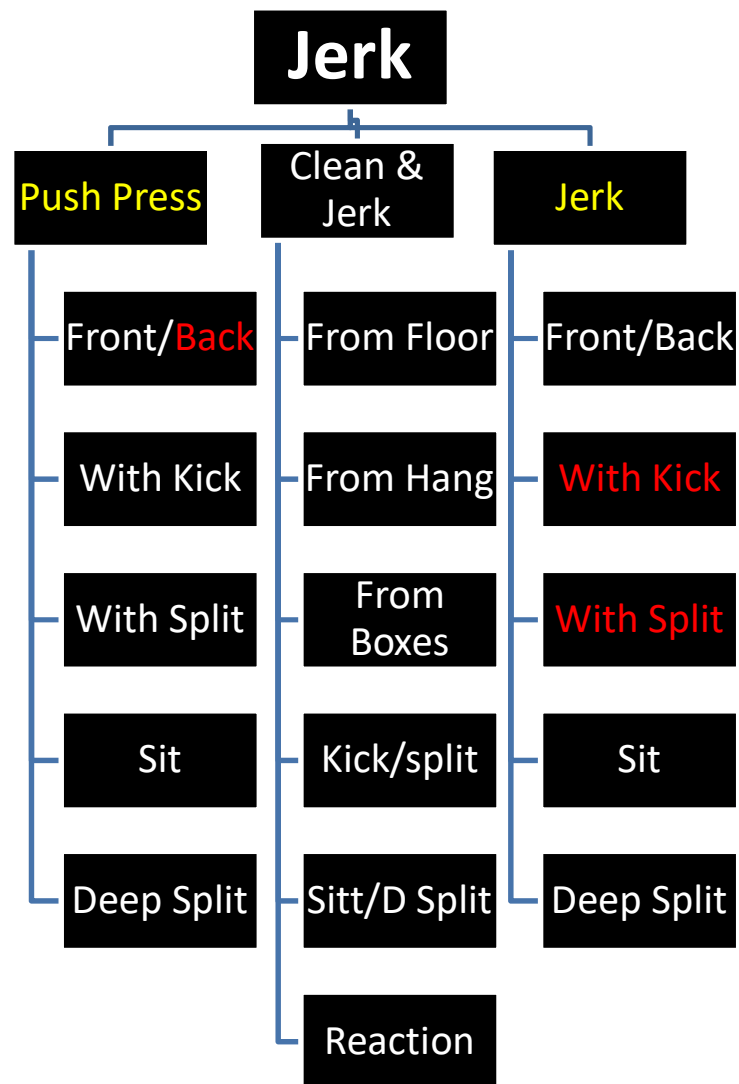 Jerk
Push Press
Clean &
Jerk
Jerk
Front/Back
With Kick
With Split
Sit
Deep Split
From Floor
From Hang
From
Boxes
Kick/split
Sitt/D Split
Reaction
Front/Back
With Kick
With Split
Sit
Deep Split